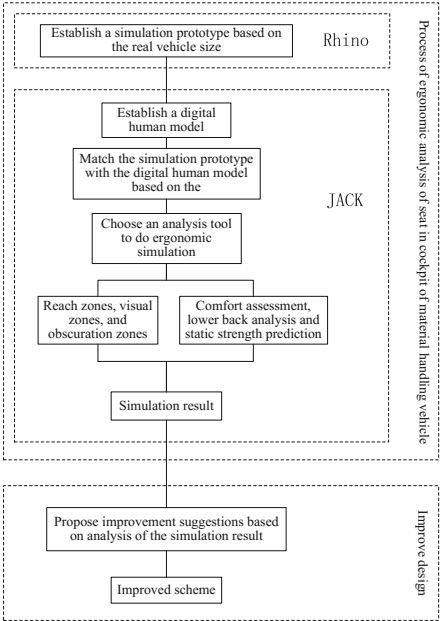 Establish a simulation prototype based on
the real vehicle size
Rhino
Establish a digital
human model
Match the simulation prototype
with the digital human model
based on the
JACK
Choose an analysis tool
to do ergonomic
simulation
Reach zones, visual
zones, and
obscuration zones
Comfort assessment,
lower back analysis and
static strength prediction
Simulation result
Process of ergonomic analysis of seat in cockpit of material handling vehicle
Propose improvement suggestions based
on analysis of the simulation result
Improved scheme
Improve design